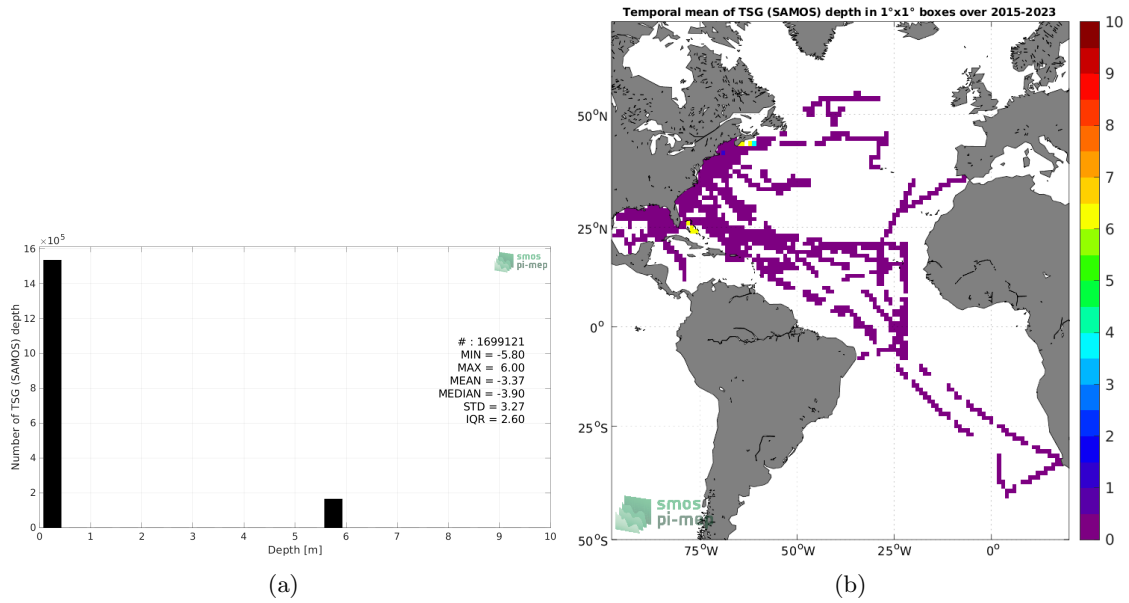 Temporal mean of TSG (SAMOS) depth in 1°x1° boxes over 2015-2023
×10⁵
16
14
12
10
8
6
4
2
0
Number of TSG (SAMOS) depth
0 1 2 3 4 5 6 7 8 9 10
Depth [m]
smos
pi-mep
# : 1699121
MIN = -5.80
MAX = 6.00
MEAN = -3.37
MEDIAN = -3.90
STD = 3.27
IQR = 2.60
(a)
50°N
25°N
0°
25°S
50°S
75°W 50°W 25°W 0°
smos
pi-mep
10
9
8
7
6
5
4
3
2
1
0
(b)